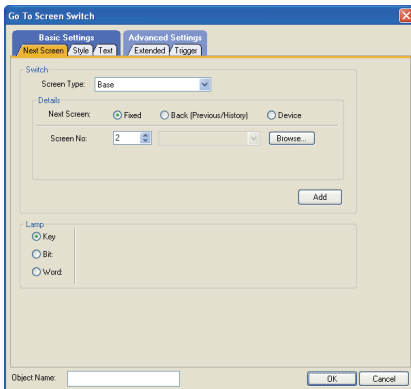 Go To Screen Switch
Basic Settings Advanced Settings
Next Screen Style Text Extended Trigger
Switch
Screen Type: Base
Details
Next Screen: Fixed Back (Previous/History) Device
Screen No: 2 Browse...
Add
Lamp
Key
Bit:
Word:
Object Name: OK Cancel